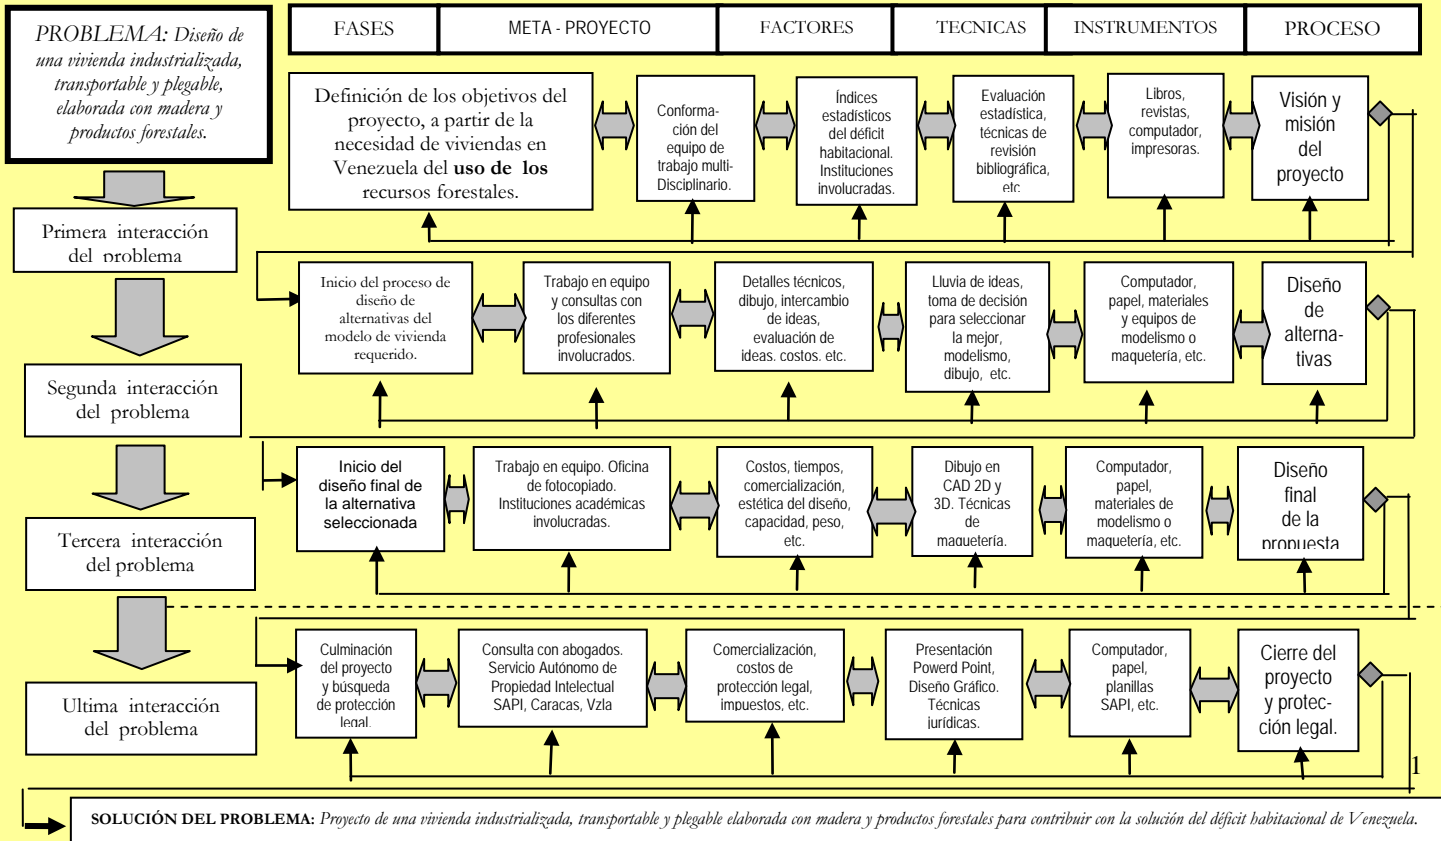 PROBLEMA: Diseño de
una vivienda industrializada,
transportable y plegable,
elaborada con madera y
productos forestales.
FASES
META - PROYECTO
FACTORES
TECNICAS
INSTRUMENTOS
PROCESO
Definición de los objetivos del
proyecto, a partir de la
necesidad de viviendas en
Venezuela del uso de los
recursos forestales.
Conforma-
ción del
equipo de
trabajo multi-
Disciplinario.
Índices
estadísticos
del déficit
habitacional.
Instituciones
involucradas.
Evaluación
estadística,
técnicas de
revisión
bibliográfica,
etc
Libros,
revistas,
computador,
impresoras.
Visión y
misión
del
proyecto
Primera interacción
del problema
Inicio del proceso de
diseño de
alternativas del
modelo de vivienda
requerido.
Trabajo en equipo
y consultas con
los diferentes
profesionales
involucrados.
Detalles técnicos,
dibujo, intercambio
de ideas,
evaluación de
ideas. costos. etc.
Lluvia de ideas,
toma de decisión
para seleccionar
la mejor,
modelismo,
dibujo, etc.
Computador,
papel, materiales
y equipos de
modelismo o
maquetería, etc.
Diseño
de
alterna-
tivas
Segunda interacción
del problema
Inicio del
diseño final de
la alternativa
seleccionada
Trabajo en equipo. Oficina
de fotocopiado.
Instituciones académicas
involucradas.
Costos, tiempos,
comercialización,
estética del diseño,
capacidad, peso,
etc.
Dibujo en
CAD 2D y
3D. Técnicas
de
maquetería.
Computador,
papel,
materiales de
modelismo o
maquetería, etc.
Diseño
final
de la
propuesta
Tercera interacción
del problema
Culminación
del proyecto
y búsqueda
de protección
legal.
Consulta con abogados.
Servicio Autónomo de
Propiedad Intelectual
SAPI, Caracas, Vzla
Comercialización,
costos de
protección legal,
impuestos, etc.
Presentación
Powerd Point,
Diseño Gráfico.
Técnicas
jurídicas.
Computador,
papel,
planillas
SAPI, etc.
Cierre del
proyecto
y protec-
ción legal.
Ultima interacción
del problema
1
SOLUCIÓN DEL PROBLEMA: Proyecto de una vivienda industrializada, transportable y plegable elaborada con madera y productos forestales para contribuir con la solución del déficit habitacional de Venezuela.